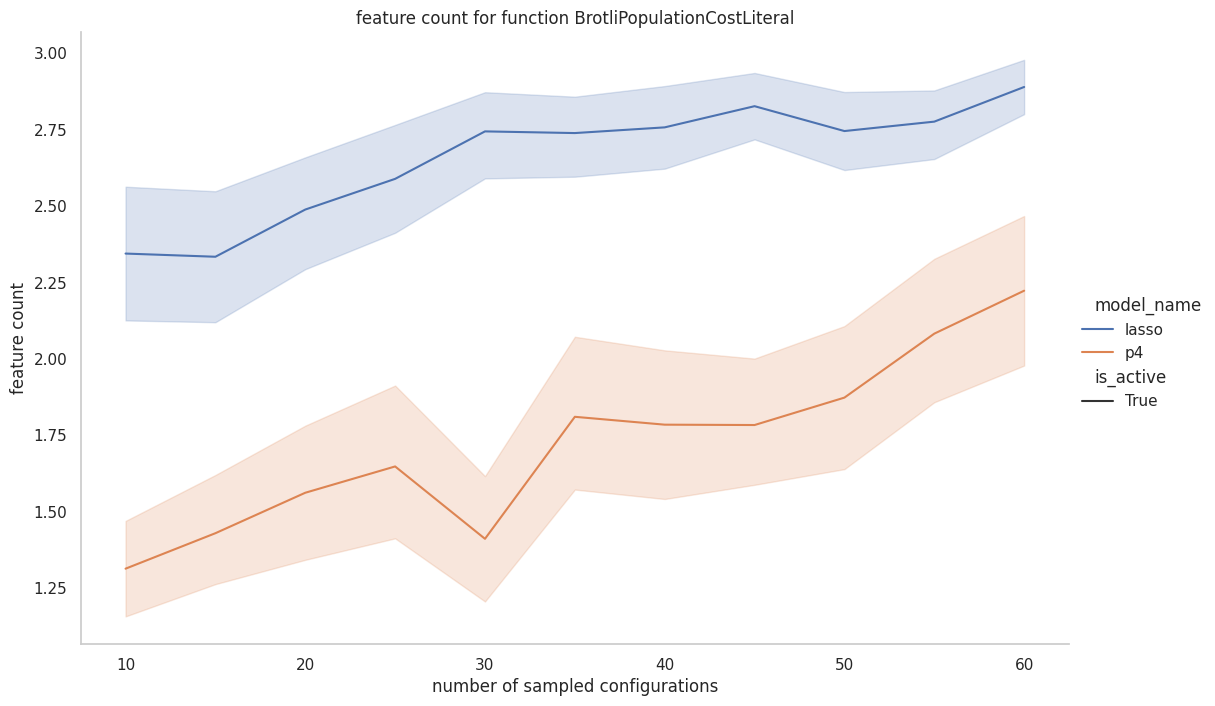 feature count for function BrotliPopulationCostLiteral
3.00
2.75
2.50
2.25
2.00
1.75
1.50
1.25
feature count
10 20 30 40 50 60
number of sampled configurations
model_name
lasso
p4
is_active
True